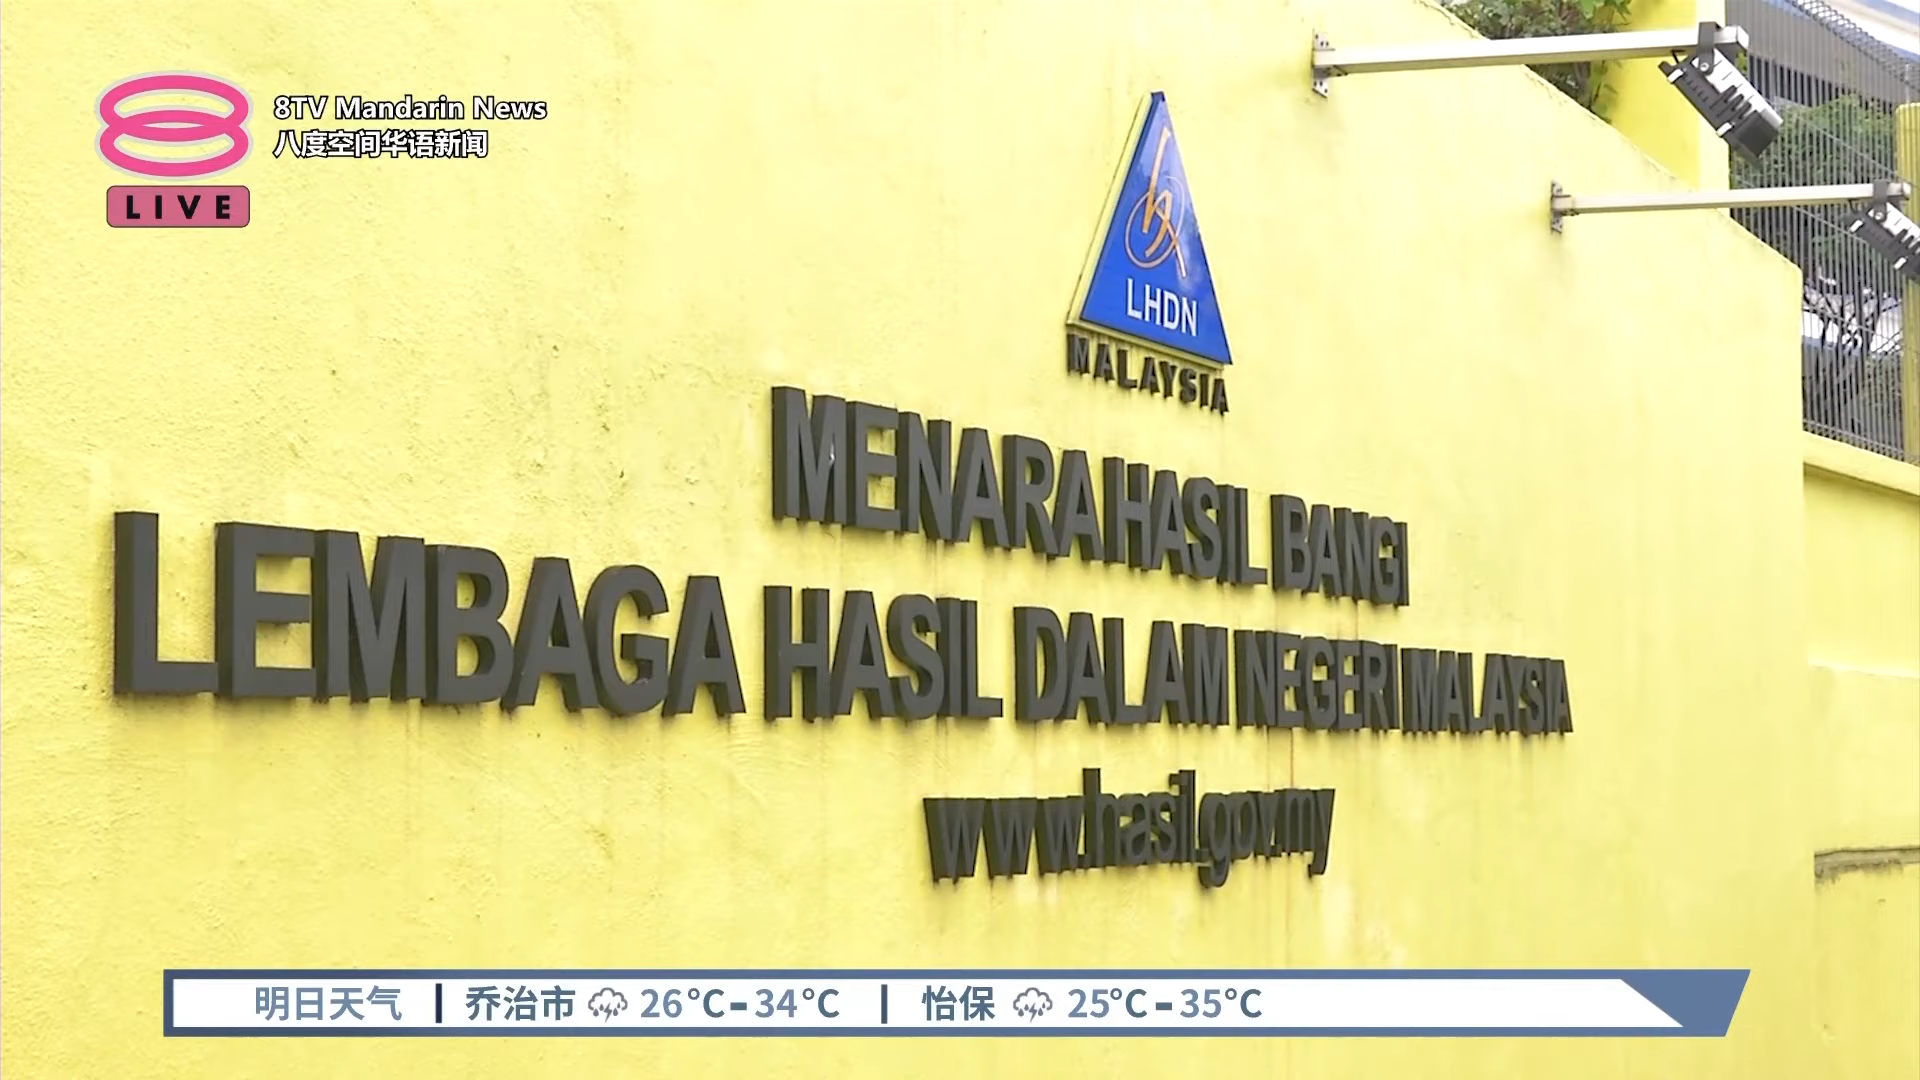 8TV Mandarin News
八度空间华语新闻
LIVE
LHDN
MALAYSIA
MENARA HASIL BANGI
LEMBAGA HASIL DALAM NEGERI MALAYSIA
www.hasil.gov.my
明日天气 | 乔治市 26°C-34°C | 怡保 25°C-35°C